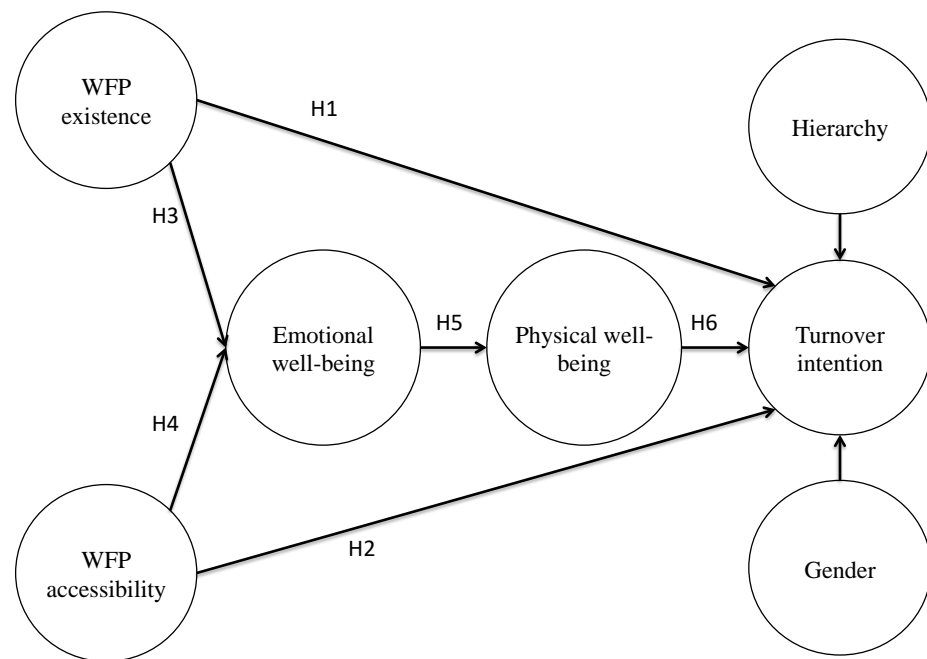 WFP
existence
H1
Hierarchy
H3
Emotional
well-being
H5
Physical well-
being
H6
Turnover
intention
H4
WFP
accessibility
H2
Gender